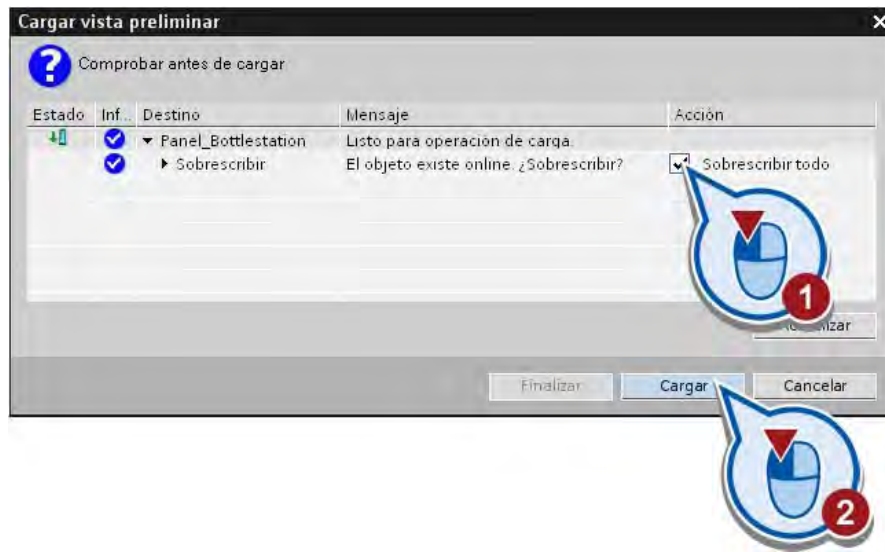 Cargar vista preliminar
Comprobar antes de cargar
Estado Inf... Destino Mensaje Acción
Panel_Bottlestation Listo para operación de carga.
Sobrescribir El objeto existe online. ¿Sobrescribir? Sobrescribir todo
1
Finalizar Cargar Cancelar
2